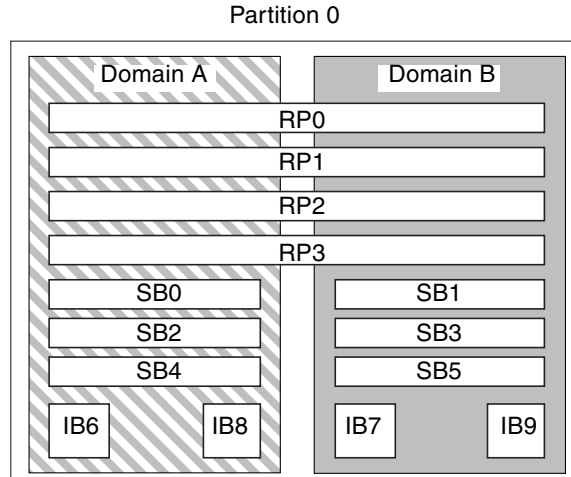 Partition 0
Domain A Domain B
RP0
RP1
RP2
RP3
SB0 SB1
SB2 SB3
SB4 SB5
IB6 IB8 IB7 IB9